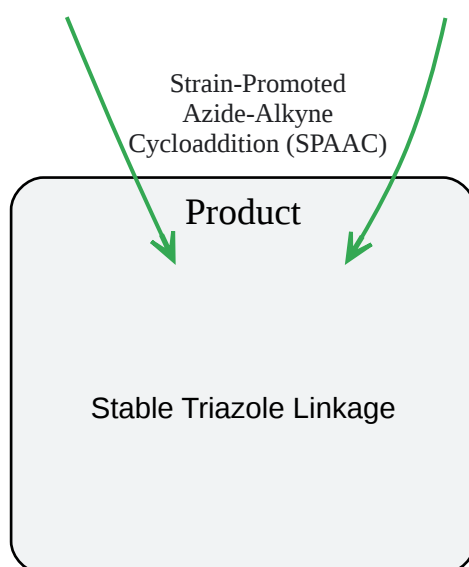 Strain-Promoted
Azide-Alkyne
Cycloaddition (SPAAC)
Product
Stable Triazole Linkage